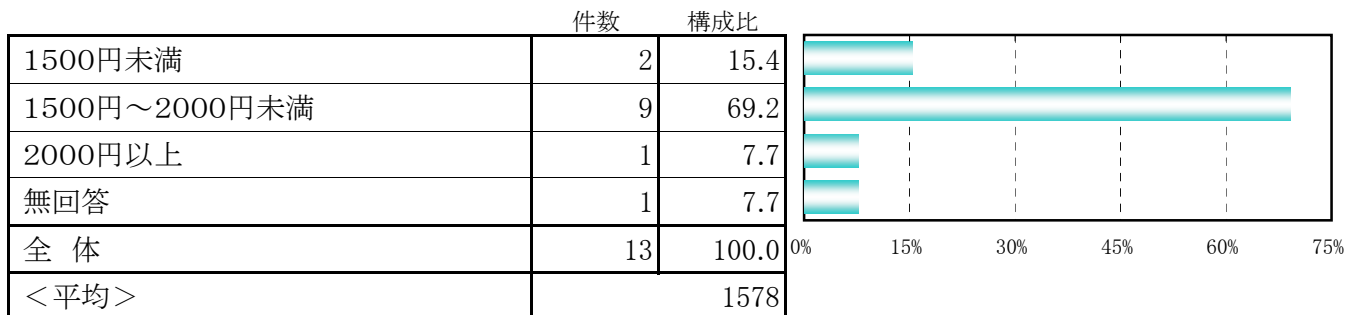 件数 構成比
1500円未満 2 15.4
1500円～2000円未満 9 69.2
2000円以上 1 7.7
無回答 1 7.7
全 体 13 100.0
0% 15% 30% 45% 60% 75%
＜平均＞ 1578